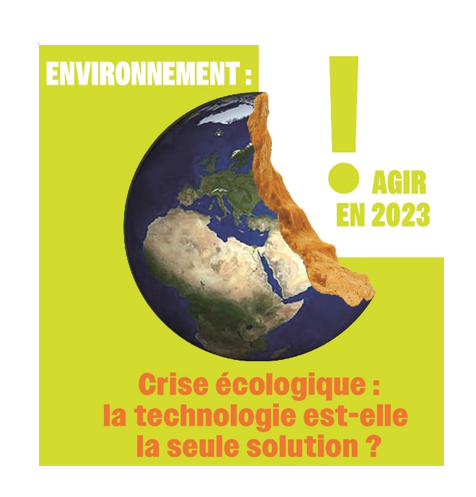 ENVIRONNEMENT :
!
AGIR
EN 2023
Crise écologique :
la technologie est-elle
la seule solution ?